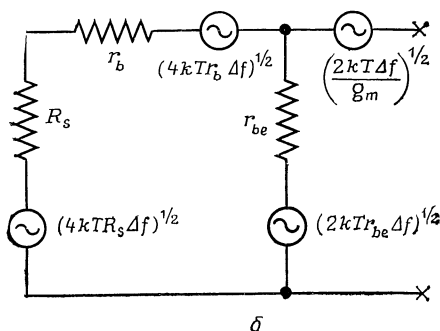 r_b
(4kTr_b Δf)^1/2
(2kTΔf/g_m)^1/2
R_s
r_be
(4kTR_s Δf)^1/2
(2kTr_be Δf)^1/2
б